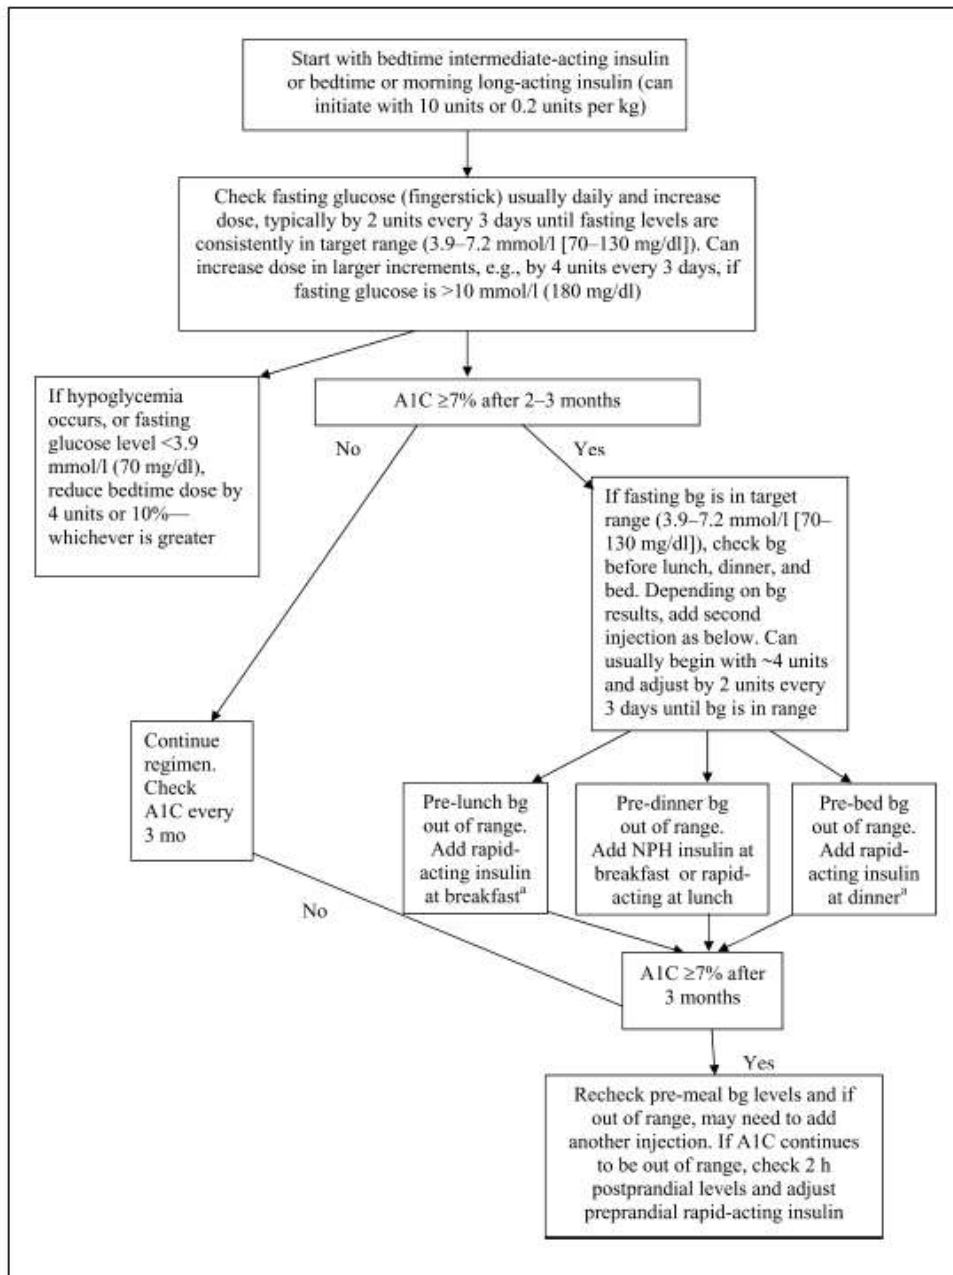 Start with bedtime intermediate-acting insulin
or bedtime or morning long-acting insulin (can
initiate with 10 units or 0.2 units per kg)
Check fasting glucose (fingerstick) usually daily and increase
dose, typically by 2 units every 3 days until fasting levels are
consistently in target range (3.9–7.2 mmol/l [70–130 mg/dl]). Can
increase dose in larger increments, e.g., by 4 units every 3 days, if
fasting glucose is >10 mmol/l (180 mg/dl)
If hypoglycemia
occurs, or fasting
glucose level <3.9
mmol/l (70 mg/dl),
reduce bedtime dose by
4 units or 10%—
whichever is greater
A1C ≥7% after 2–3 months
No
Yes
If fasting bg is in target
range (3.9–7.2 mmol/l [70–
130 mg/dl]), check bg
before lunch, dinner, and
bed. Depending on bg
results, add second
injection as below. Can
usually begin with ~4 units
and adjust by 2 units every
3 days until bg is in range
Continue
regimen.
Check
A1C every
3 mo
Pre-lunch bg
out of range.
Add rapid-
acting insulin
at breakfastᵃ
Pre-dinner bg
out of range.
Add NPH insulin at
breakfast or rapid-
acting at lunch
Pre-bed bg
out of range.
Add rapid-
acting insulin
at dinnerᵃ
No
A1C ≥7% after
3 months
Yes
Recheck pre-meal bg levels and if
out of range, may need to add
another injection. If A1C continues
to be out of range, check 2 h
postprandial levels and adjust
preprandial rapid-acting insulin